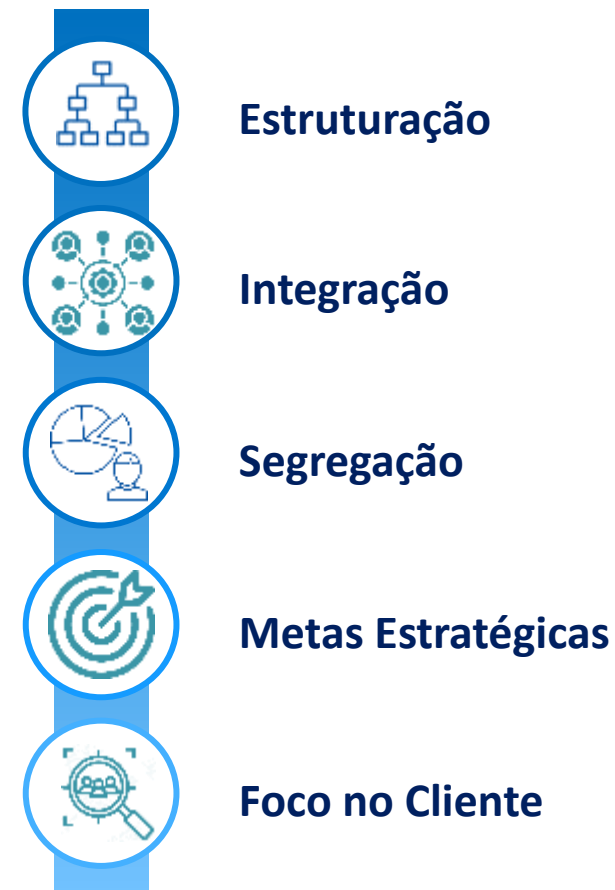 Estruturação
Integração
Segregação
Metas Estratégicas
Foco no Cliente